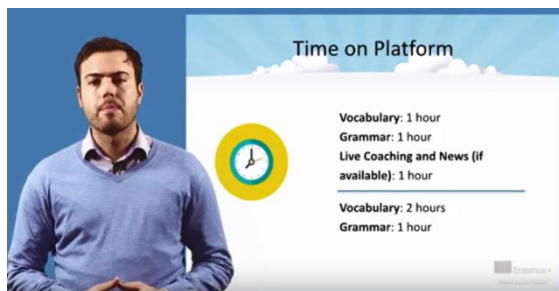 Time on Platform
Vocabulary: 1 hour
Grammar: 1 hour
Live Coaching and News (if
available): 1 hour
Vocabulary: 2 hours
Grammar: 1 hour
Erasmus+